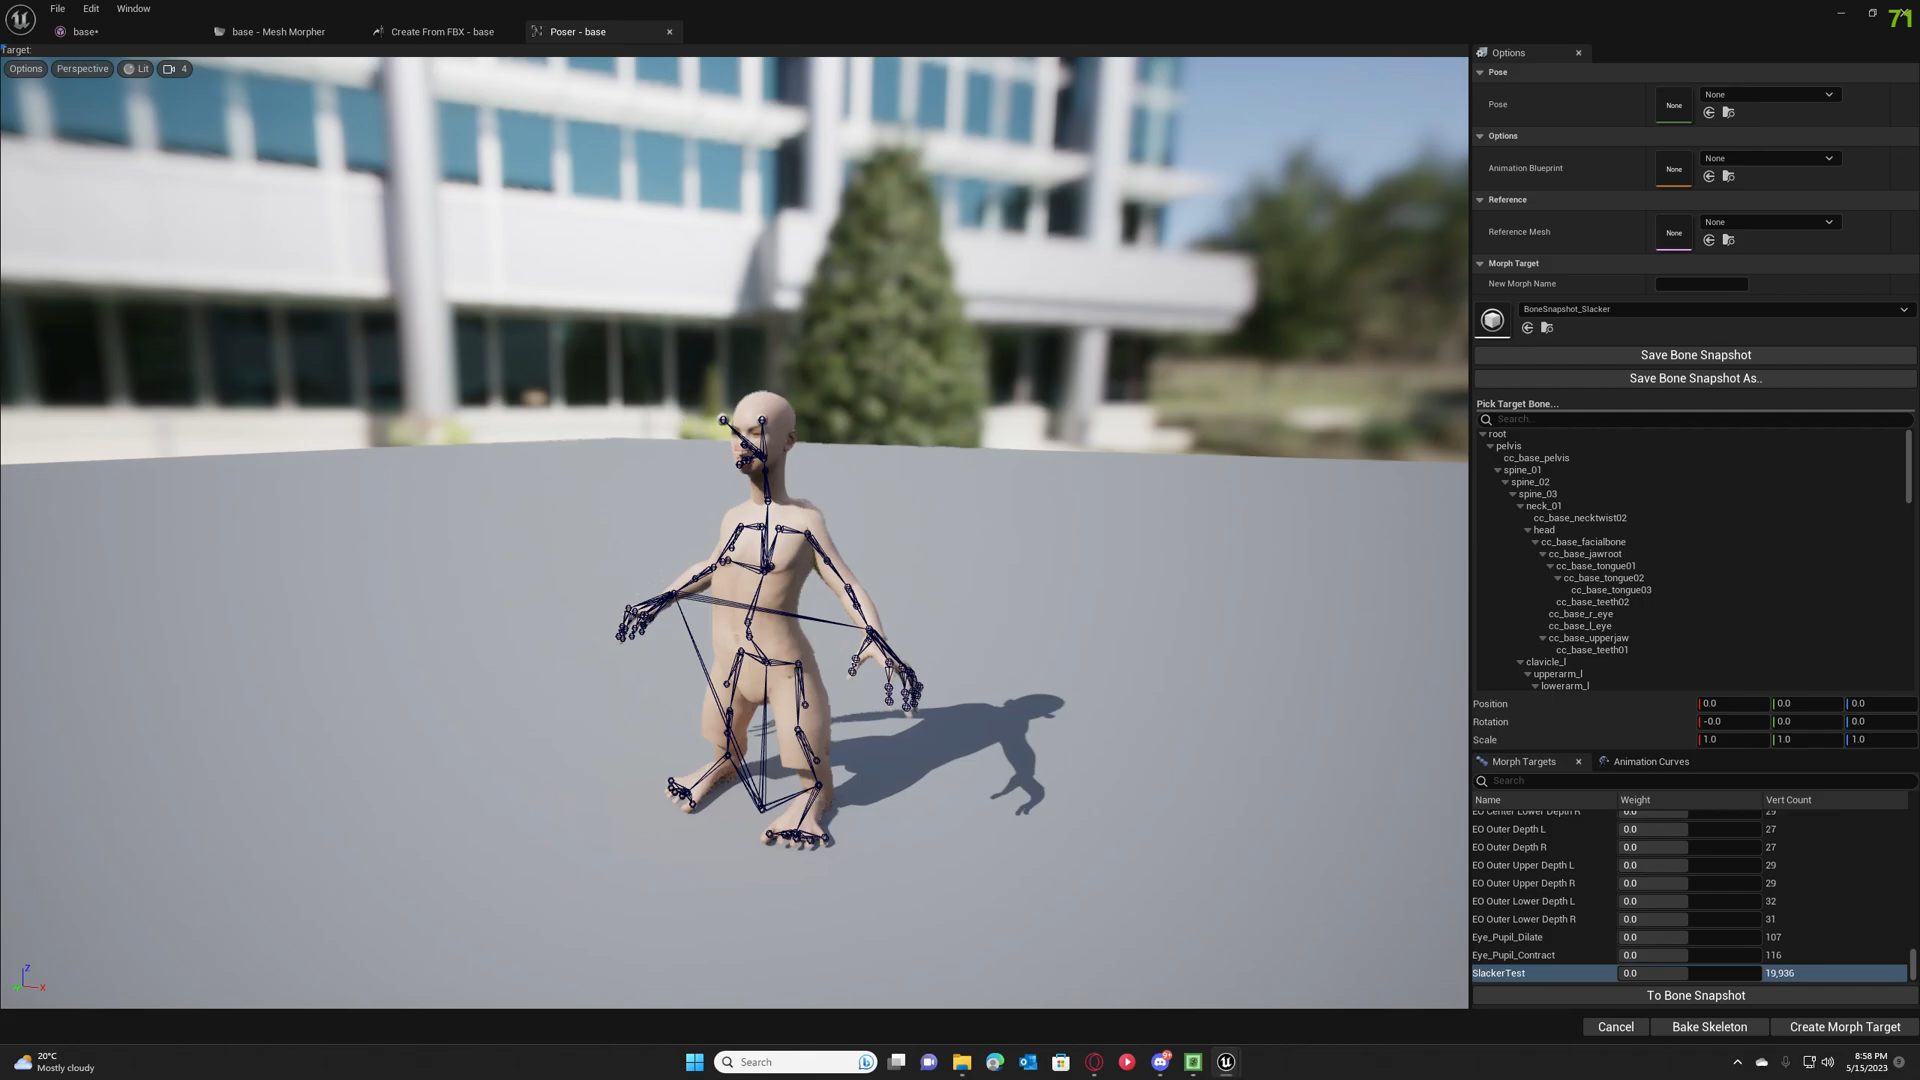 File Edit Window
71
base•
base - Mesh Morpher
Create From FBX - base
Poser - base
Target:
Options
Perspective
Lit
4
Options
Pose
Pose
None
None
Options
Animation Blueprint
None
None
Reference
Reference Mesh
None
None
Morph Target
New Morph Name
BoneSnapshot_Slacker
Save Bone Snapshot
Save Bone Snapshot As..
Pick Target Bone...
Search...
root
pelvis
cc_base_pelvis
spine_01
spine_02
spine_03
neck_01
cc_base_necktwist02
head
cc_base_facialbone
cc_base_jawroot
cc_base_tongue01
cc_base_tongue02
cc_base_tongue03
cc_base_teeth02
cc_base_r_eye
cc_base_l_eye
cc_base_upperjaw
cc_base_teeth01
clavicle_l
upperarm_l
lowerarm_l
Position 0.0 0.0 0.0
Rotation -0.0 0.0 0.0
Scale 1.0 1.0 1.0
Morph Targets
Animation Curves
Search
Name Weight Vert Count
EO Center Lower Depth R 0.0 29
EO Outer Depth L 0.0 27
EO Outer Depth R 0.0 27
EO Outer Upper Depth L 0.0 29
EO Outer Upper Depth R 0.0 29
EO Outer Lower Depth L 0.0 32
EO Outer Lower Depth R 0.0 31
Eye_Pupil_Dilate 0.0 107
Eye_Pupil_Contract 0.0 116
SlackerTest 0.0 19,936
To Bone Snapshot
Cancel
Bake Skeleton
Create Morph Target
Z
X
20°C
Mostly cloudy
Search
8:58 PM
5/15/2023